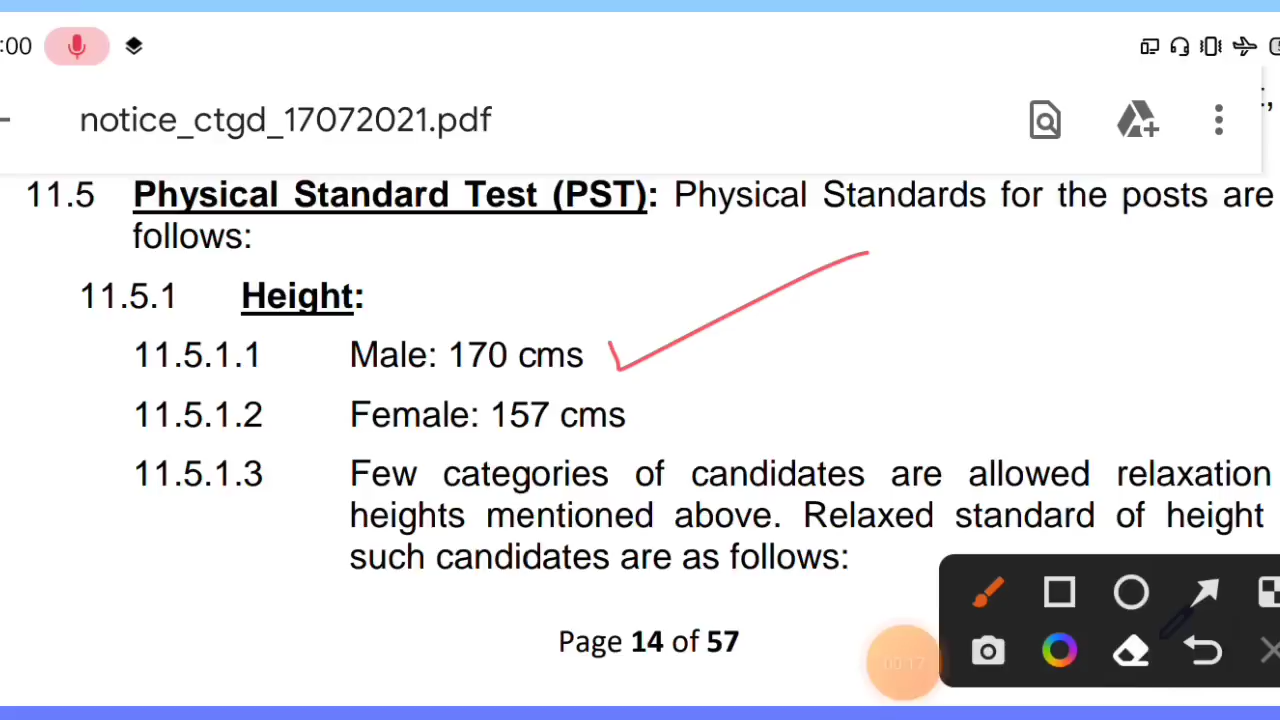 :00
notice_ctgd_17072021.pdf
11.5 Physical Standard Test (PST): Physical Standards for the posts are
follows:
11.5.1 Height:
11.5.1.1 Male: 170 cms
11.5.1.2 Female: 157 cms
11.5.1.3 Few categories of candidates are allowed relaxation
heights mentioned above. Relaxed standard of height
such candidates are as follows:
Page 14 of 57
00:17